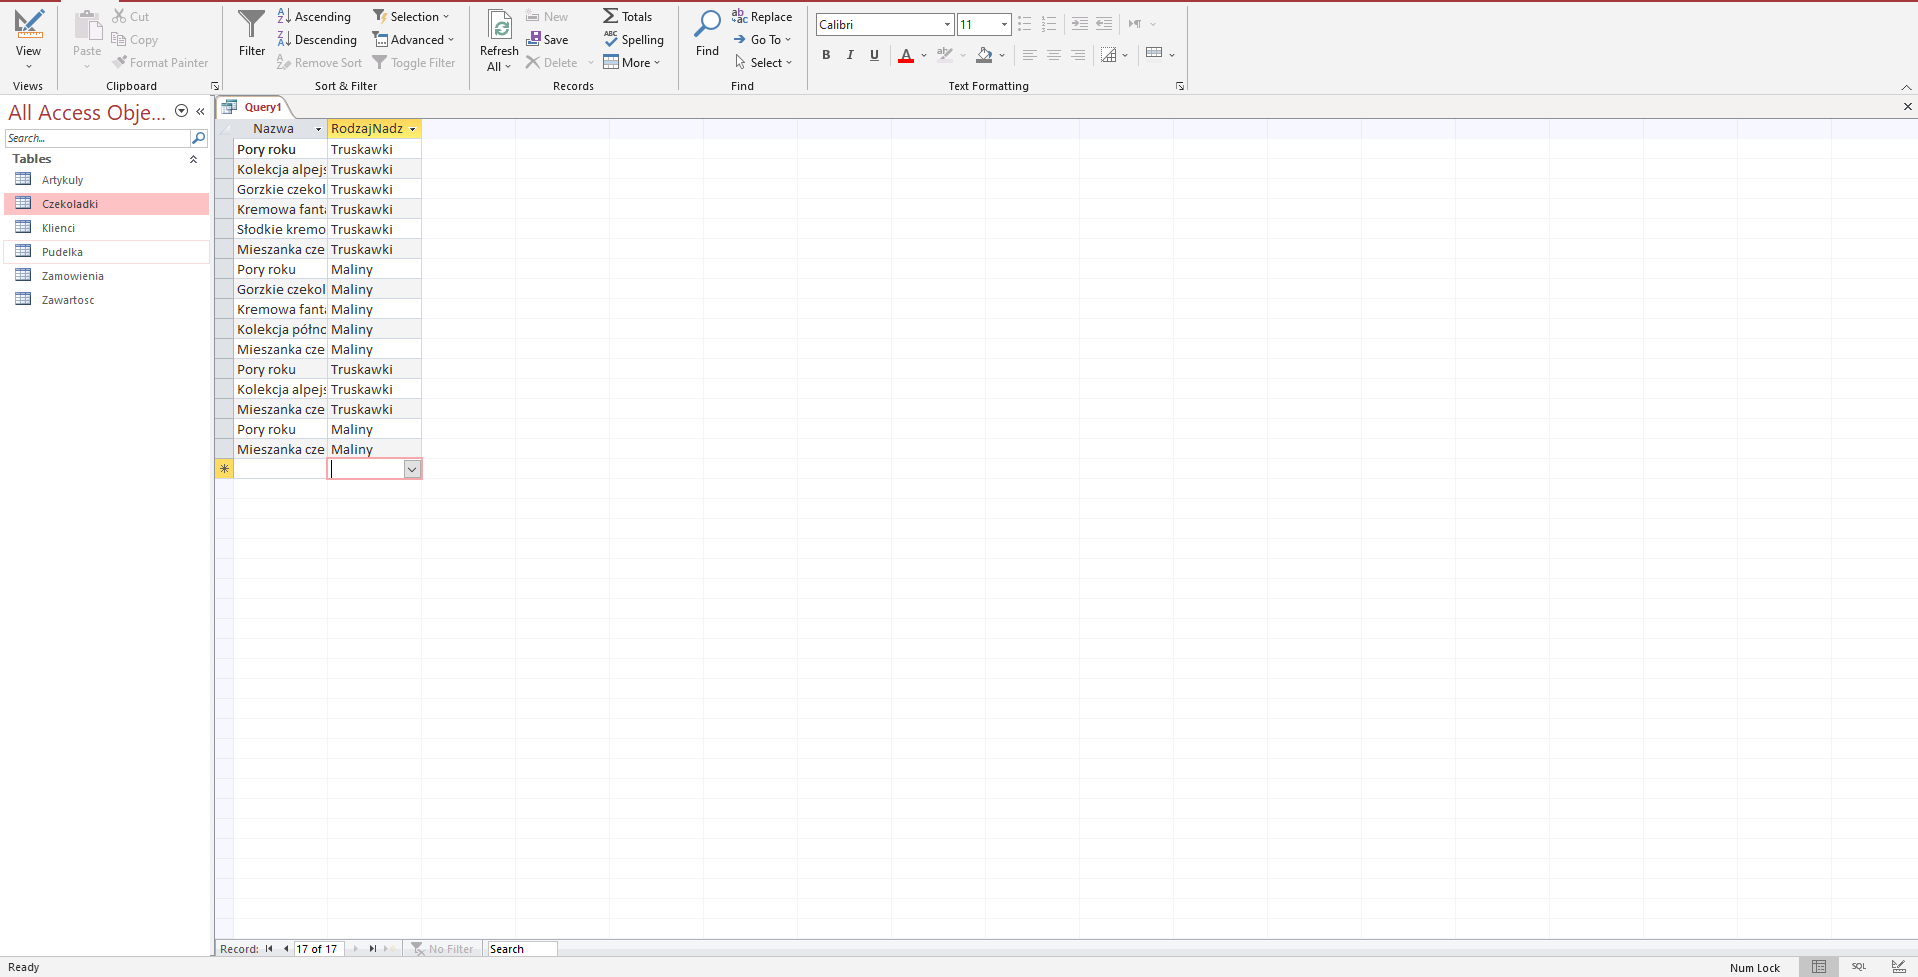 View
Views
Paste
Cut
Copy
Format Painter
Clipboard
Filter
Ascending
Descending
Remove Sort
Selection
Advanced
Toggle Filter
Sort & Filter
Refresh
All
New
Save
Delete
Totals
Spelling
More
Records
Find
Replace
Go To
Select
Find
Calibri
11
B I U
Text Formatting
All Access Obje...
Search...
Tables
Artykuly
Czekoladki
Klienci
Pudelka
Zamowienia
Zawartosc
Query1
Nazwa RodzajNadz
Pory roku Truskawki
Kolekcja alpejs Truskawki
Gorzkie czekol Truskawki
Kremowa fanta Truskawki
Słodkie kremo Truskawki
Mieszanka cze Truskawki
Pory roku Maliny
Gorzkie czekol Maliny
Kremowa fanta Maliny
Kolekcja półno Maliny
Mieszanka cze Maliny
Pory roku Truskawki
Kolekcja alpejs Truskawki
Mieszanka cze Truskawki
Pory roku Maliny
Mieszanka cze Maliny
Record: 17 of 17 No Filter Search
Ready Num Lock SQL